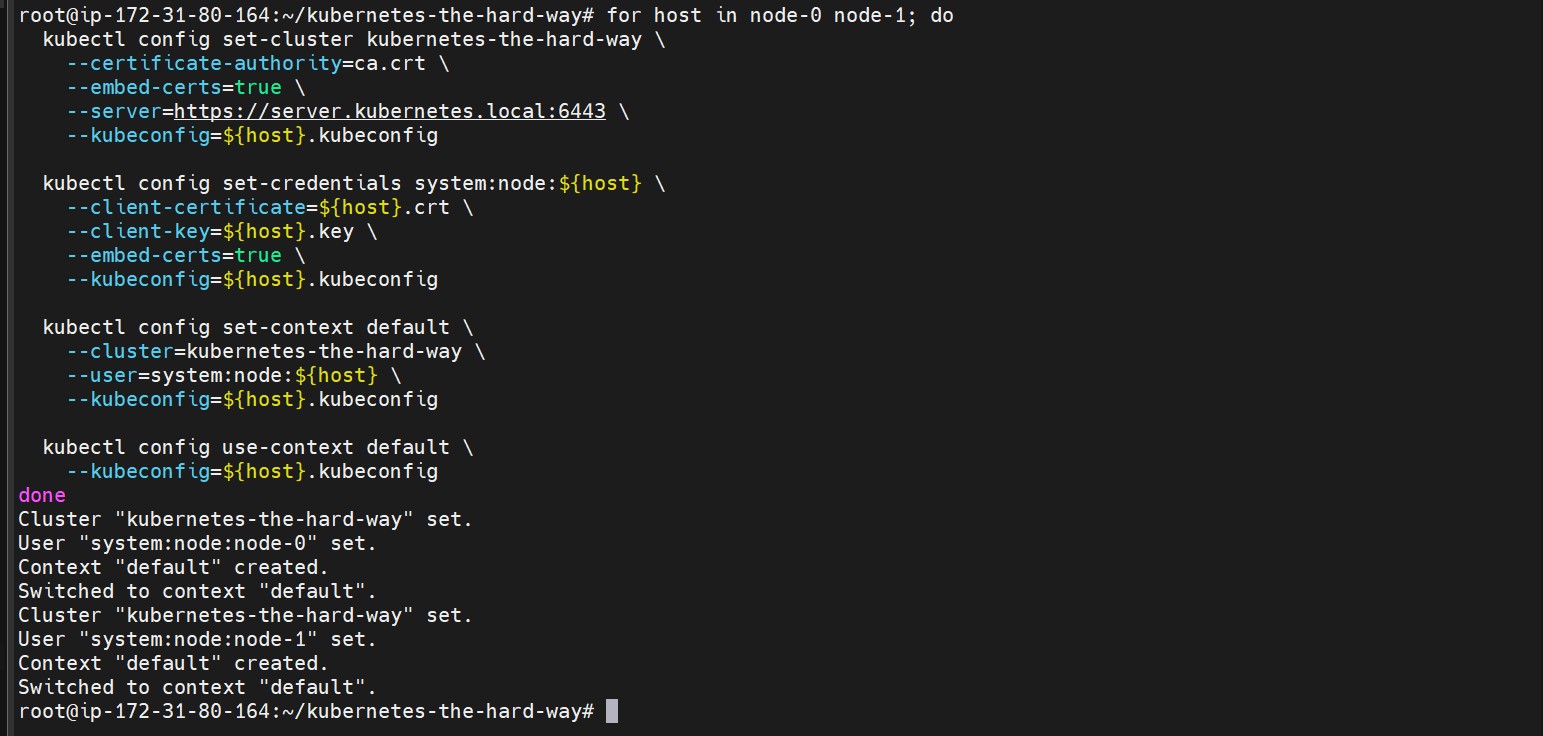 root@ip-172-31-80-164:~/kubernetes-the-hard-way# for host in node-0 node-1; do
  kubectl config set-cluster kubernetes-the-hard-way \
    --certificate-authority=ca.crt \
    --embed-certs=true \
    --server=https://server.kubernetes.local:6443 \
    --kubeconfig=${host}.kubeconfig

  kubectl config set-credentials system:node:${host} \
    --client-certificate=${host}.crt \
    --client-key=${host}.key \
    --embed-certs=true \
    --kubeconfig=${host}.kubeconfig

  kubectl config set-context default \
    --cluster=kubernetes-the-hard-way \
    --user=system:node:${host} \
    --kubeconfig=${host}.kubeconfig

  kubectl config use-context default \
    --kubeconfig=${host}.kubeconfig
done
Cluster "kubernetes-the-hard-way" set.
User "system:node:node-0" set.
Context "default" created.
Switched to context "default".
Cluster "kubernetes-the-hard-way" set.
User "system:node:node-1" set.
Context "default" created.
Switched to context "default".
root@ip-172-31-80-164:~/kubernetes-the-hard-way#